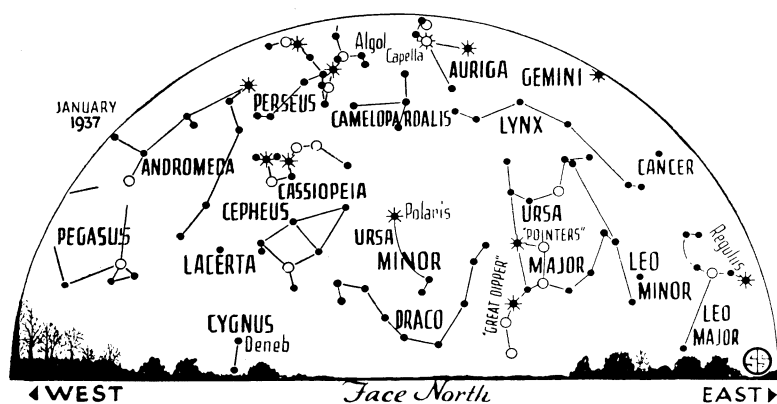 JANUARY
1937
Algol
Capella
AURIGA
GEMINI
PERSEUS
CAMELOPARDALIS
LYNX
ANDROMEDA
CANCER
CASSIOPEIA
CEPHEUS
Polaris
URSA
MINOR
URSA
"POINTERS"
MAJOR
"GREAT DIPPER"
PEGASUS
LACERTA
Regulus
LEO
MINOR
LEO
MAJOR
CYGNUS
Deneb
DRACO
WEST
Face North
EAST